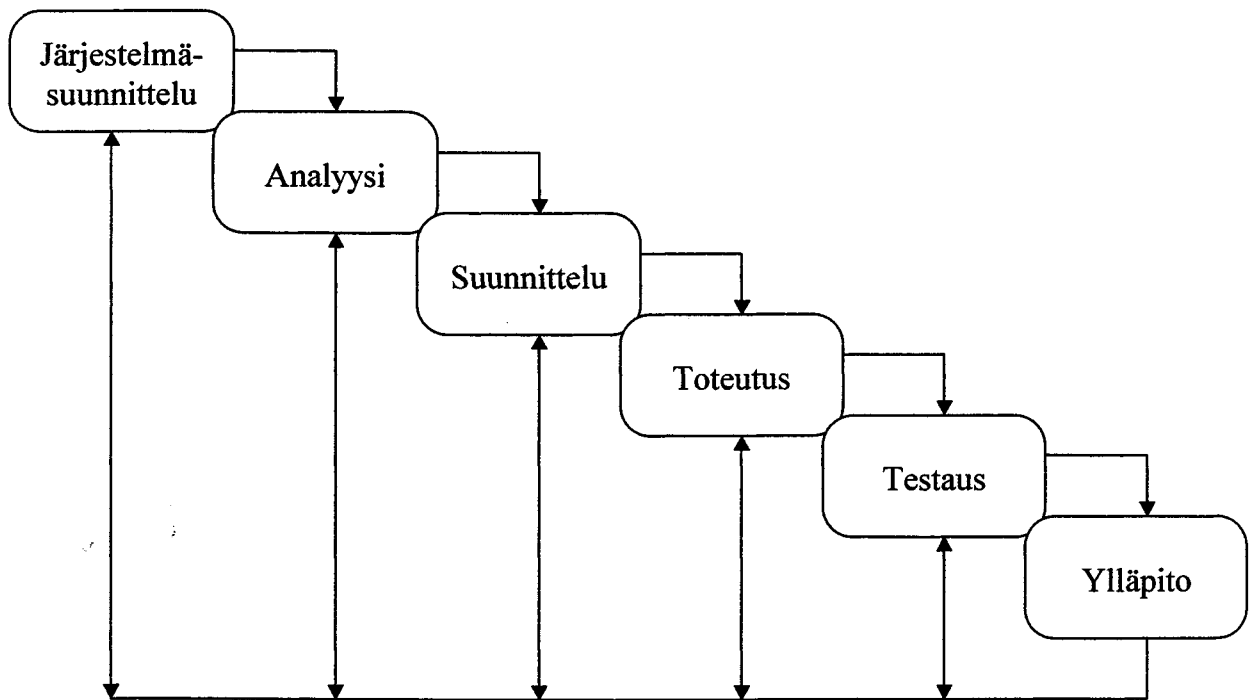 Järjestelmä-
suunnittelu
Analyysi
Suunnittelu
Toteutus
Testaus
Ylläpito